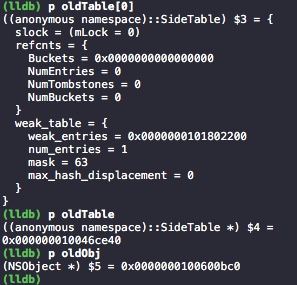 (lldb) p oldTable[0]
((anonymous namespace)::SideTable) $3 = {
  slock = (mLock = 0)
  refcnts = {
    Buckets = 0x0000000000000000
    NumEntries = 0
    NumTombstones = 0
    NumBuckets = 0
  }
  weak_table = {
    weak_entries = 0x0000000101802200
    num_entries = 1
    mask = 63
    max_hash_displacement = 0
  }
}
(lldb) p oldTable
((anonymous namespace)::SideTable *) $4 =
0x000000010046ce40
(lldb) p oldObj
(NSObject *) $5 = 0x0000000100600bc0
(lldb)